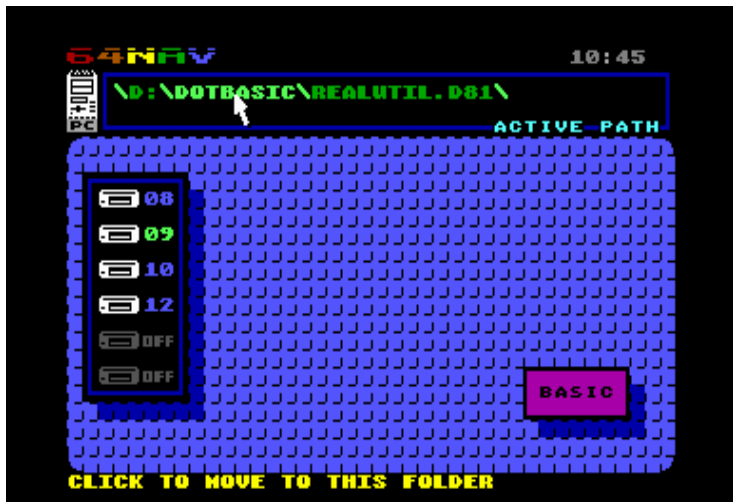 64NAV 10:45
\D:\DOTBASIC\REALUTIL.D81\
PC
ACTIVE PATH
08
09
10
12
OFF
OFF
BASIC
CLICK TO MOVE TO THIS FOLDER